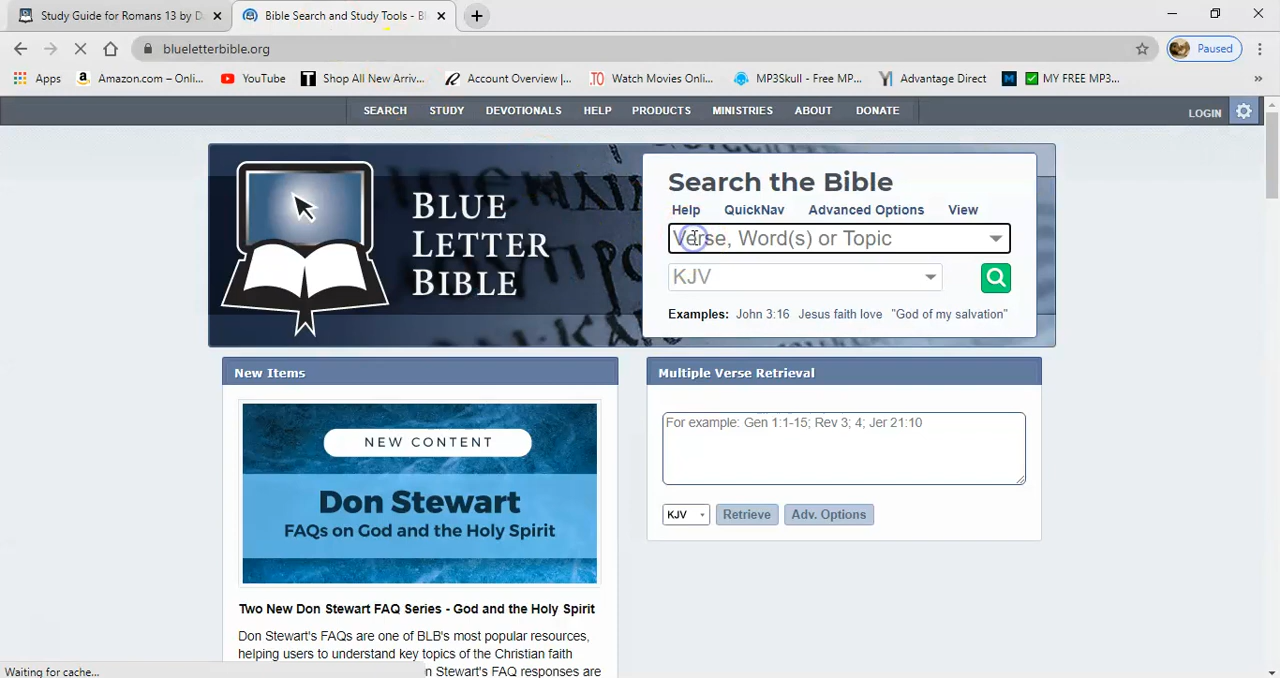 Study Guide for Romans 13 by D
Bible Search and Study Tools - Bl
blueletterbible.org
Paused
Apps
Amazon.com – Onli...
YouTube
Shop All New Arriv...
Account Overview |...
Watch Movies Onli...
MP3Skull - Free MP...
Advantage Direct
MY FREE MP3...
SEARCH STUDY DEVOTIONALS HELP PRODUCTS MINISTRIES ABOUT DONATE
LOGIN
BLUE
LETTER
BIBLE
Search the Bible
Help QuickNav Advanced Options View
Verse, Word(s) or Topic
KJV
Examples: John 3:16 Jesus faith love "God of my salvation"
New Items
NEW CONTENT
Don Stewart
FAQs on God and the Holy Spirit
Two New Don Stewart FAQ Series - God and the Holy Spirit
Don Stewart's FAQs are one of BLB's most popular resources,
helping users to understand key topics of the Christian faith
n Stewart's FAQ responses are
Multiple Verse Retrieval
For example: Gen 1:1-15; Rev 3; 4; Jer 21:10
KJV Retrieve Adv. Options
Waiting for cache...